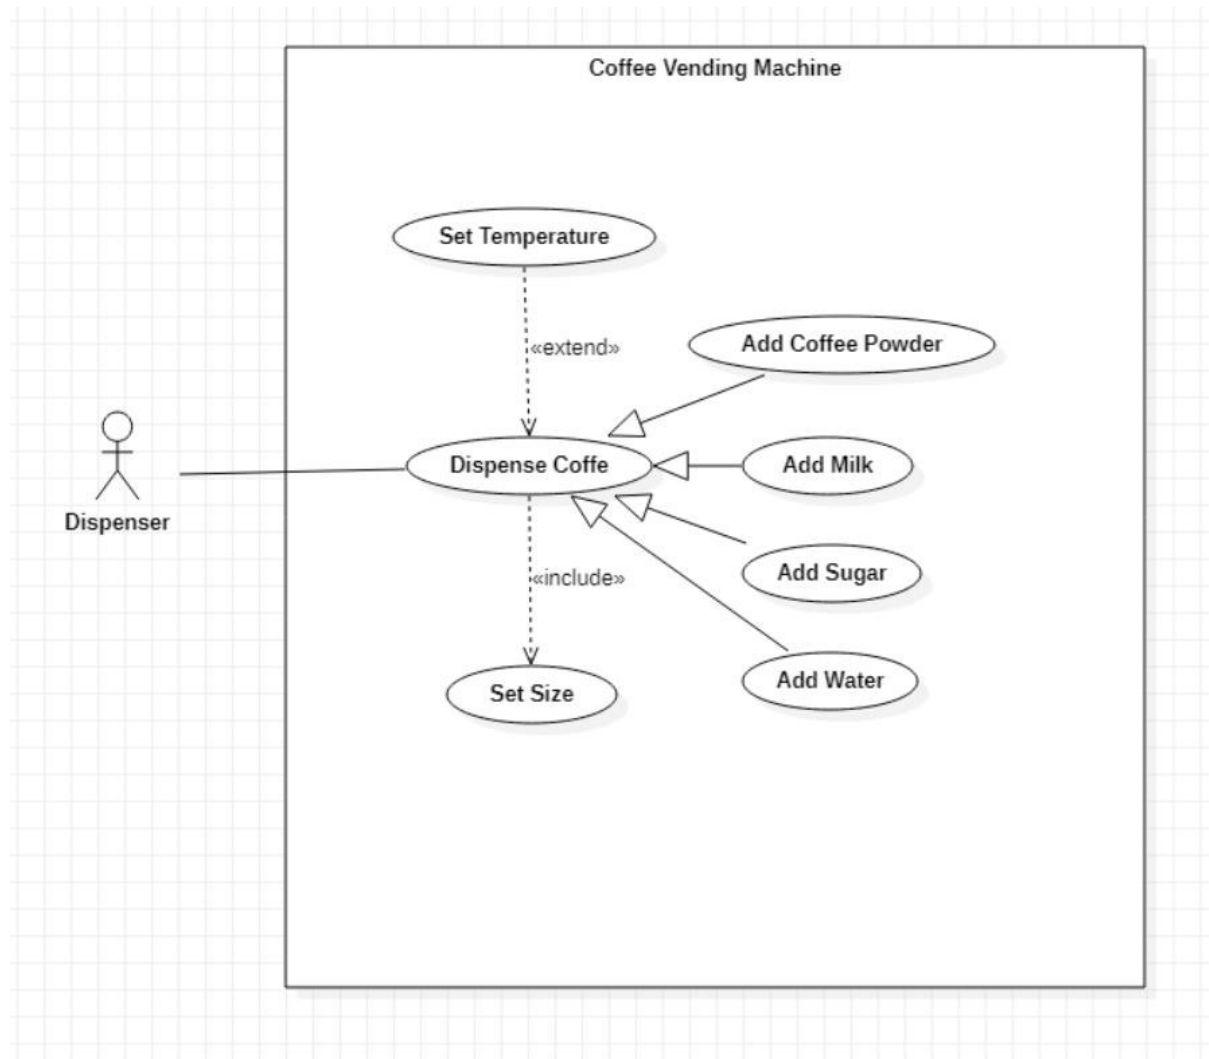 Coffee Vending Machine
Set Temperature
«extend»
Add Coffee Powder
Dispenser
Dispense Coffe
Add Milk
Add Sugar
«include»
Add Water
Set Size